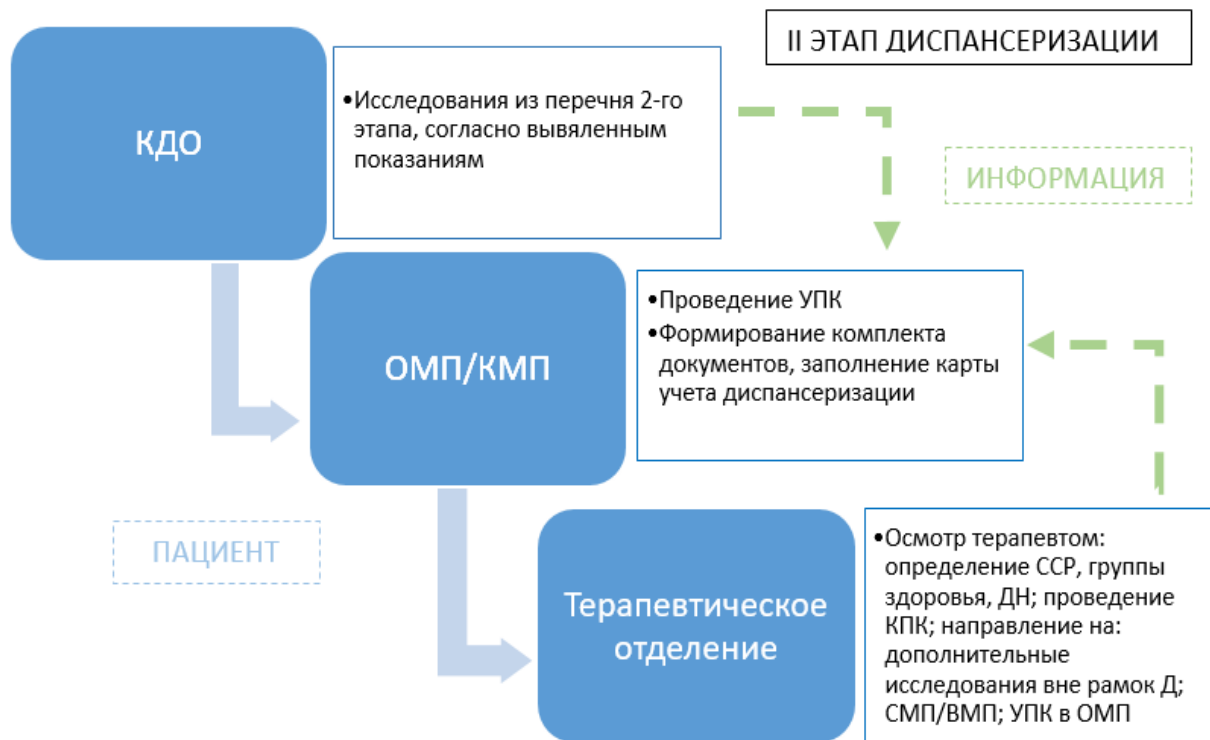 II ЭТАП ДИСПАНСЕРИЗАЦИИ
КДО
•Исследования из перечня 2-го
этапа, согласно вывяленным
показаниям
ИНФОРМАЦИЯ
ОМП/КМП
•Проведение УПК
•Формирование комплекта
документов, заполнение карты
учета диспансеризации
ПАЦИЕНТ
Терапевтическое
отделение
•Осмотр терапевтом:
определение ССР, группы
здоровья, ДН; проведение
КПК; направление на:
дополнительные
исследования вне рамок Д;
СМП/ВМП; УПК в ОМП